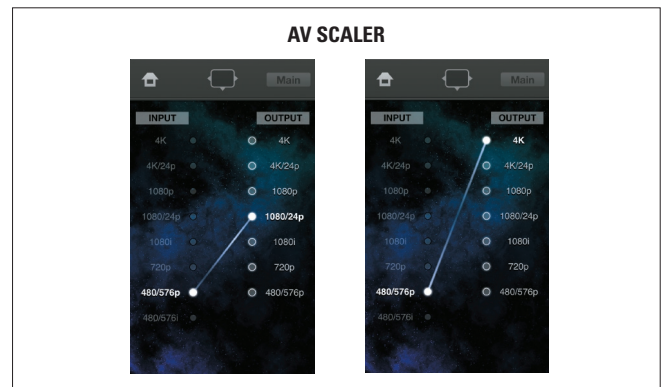 AV SCALER
Main
INPUT OUTPUT
4K 4K
4K/24p 4K/24p
1080p 1080p
1080/24p 1080/24p
1080i 1080i
720p 720p
480/576p 480/576p
480/576i
Main
INPUT OUTPUT
4K 4K
4K/24p 4K/24p
1080p 1080p
1080/24p 1080/24p
1080i 1080i
720p 720p
480/576p 480/576p
480/576i